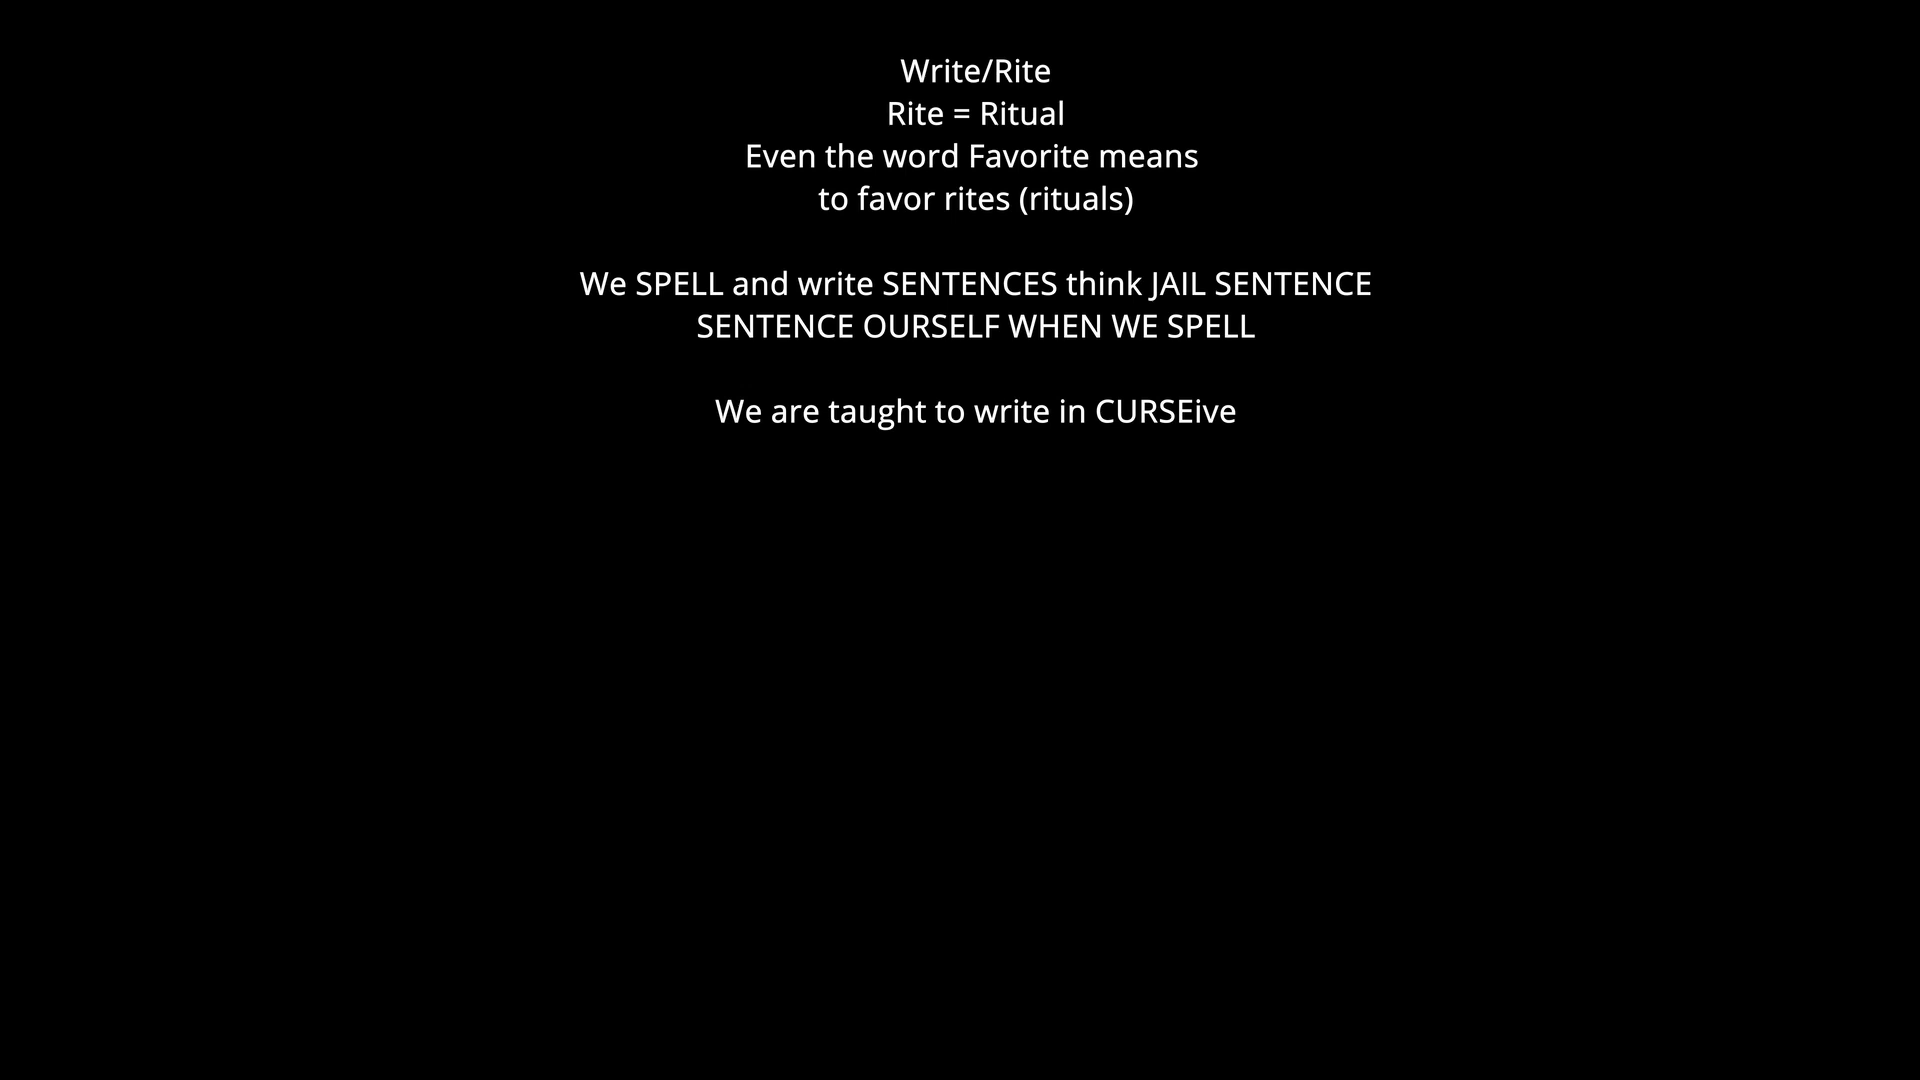 Write/Rite
Rite = Ritual
Even the word Favorite means
to favor rites (rituals)
We SPELL and write SENTENCES think JAIL SENTENCE
SENTENCE OURSELF WHEN WE SPELL
We are taught to write in CURSEive